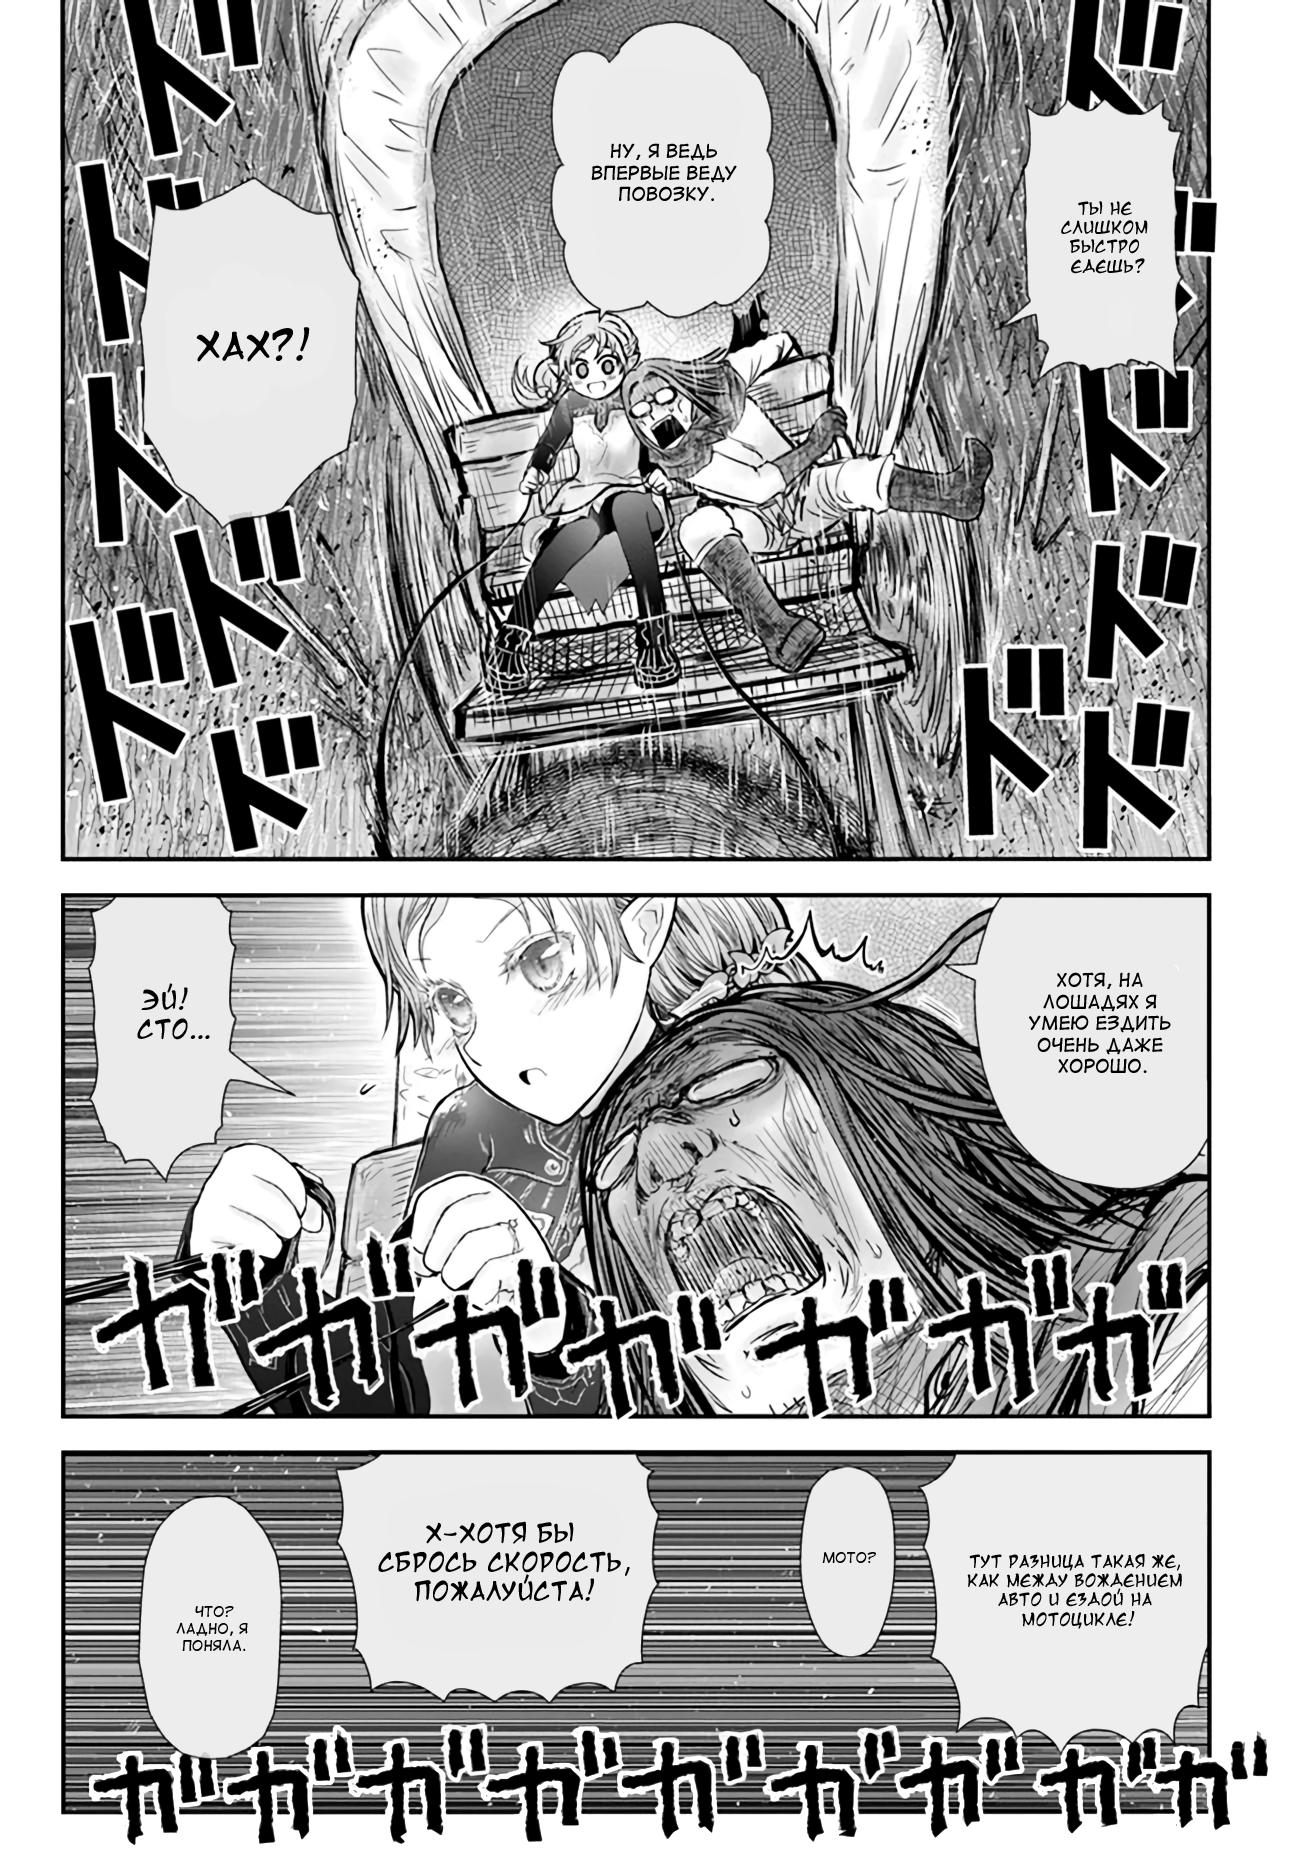 ТЫ НЕ
СЛИШКОМ
БЫСТРО
ЕДЕШЬ?
НУ, Я ВЕДЬ
ВПЕРВЫЕ ВЕДУ
ПОВОЗКУ.
ХАХ?!
ドドドドド
ドドドドドド
ХОТЯ, НА
ЛОШАДЯХ Я
УМЕЮ ЕЗДИТЬ
ОЧЕНЬ ДАЖЕ
ХОРОШО.
ЭЙ!
СТО...
ガガガガガガガ
ТУТ РАЗНИЦА ТАКАЯ ЖЕ,
КАК МЕЖДУ ВОЖДЕНИЕМ
АВТО И ЕЗДОЙ НА
МОТОЦИКЛЕ!
МОТО?
Х-ХОТЯ БЫ
СБРОСЬ СКОРОСТЬ,
ПОЖАЛУЙСТА!
ЧТО?
ЛАДНО, Я
ПОНЯЛА.
ガガガガガガガガガ